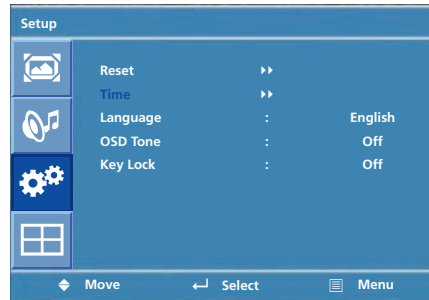 Setup
Reset
Time
Language : English
OSD Tone : Off
Key Lock : Off
Move Select Menu